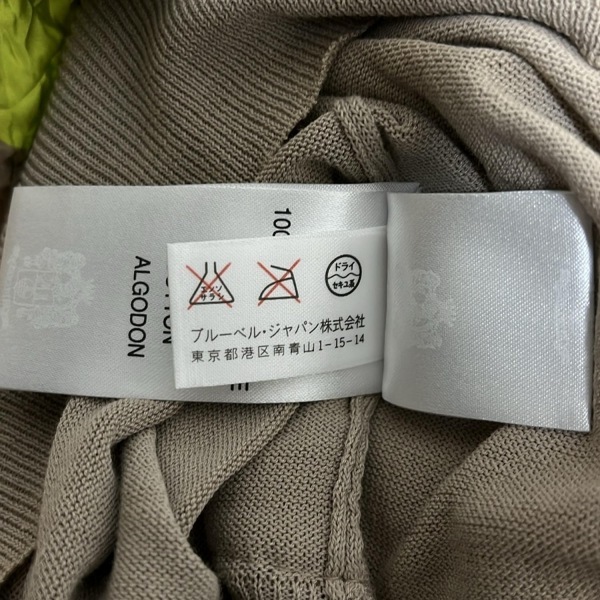 100
TTON
ALGODON
エンソ
サラシ
ドライ
セキユ系
ブルーベル・ジャパン株式会社
東京都港区南青山1-15-14